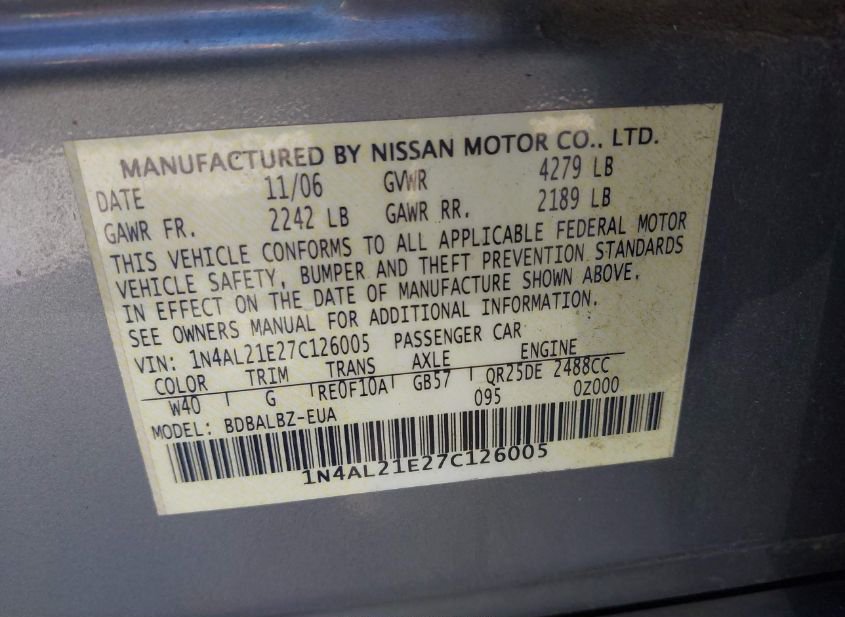 MANUFACTURED BY NISSAN MOTOR CO., LTD.
DATE 11/06 GVWR 4279 LB
GAWR FR. 2242 LB GAWR RR. 2189 LB
THIS VEHICLE CONFORMS TO ALL APPLICABLE FEDERAL MOTOR
VEHICLE SAFETY, BUMPER AND THEFT PREVENTION STANDARDS
IN EFFECT ON THE DATE OF MANUFACTURE SHOWN ABOVE.
SEE OWNERS MANUAL FOR ADDITIONAL INFORMATION.
VIN: 1N4AL21E27C126005 PASSENGER CAR
COLOR TRIM TRANS AXLE ENGINE
W40 G RE0F10A GB57 QR25DE 2488CC
MODEL: BDBALBZ-EUA 095 0Z000
1N4AL21E27C126005